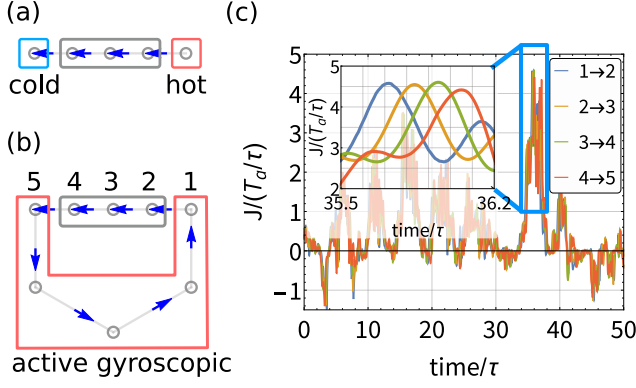 (a)
cold
hot
(b)
5 4 3 2 1
active gyroscopic
(c)
J/(T_a/τ)
5
4
3
2
1
0
−1
0 10 20 30 40 50
time/τ
J/(T_a/τ)
5
4
3
2
35.5 36.2
time/τ
1→2
2→3
3→4
4→5